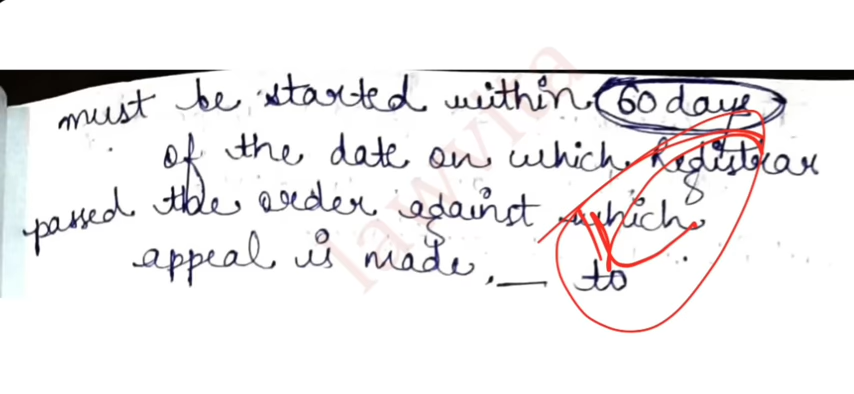 must be started within 60 days
of the date on which Registrar
passed the order against which
appeal is made. — to
lawvita